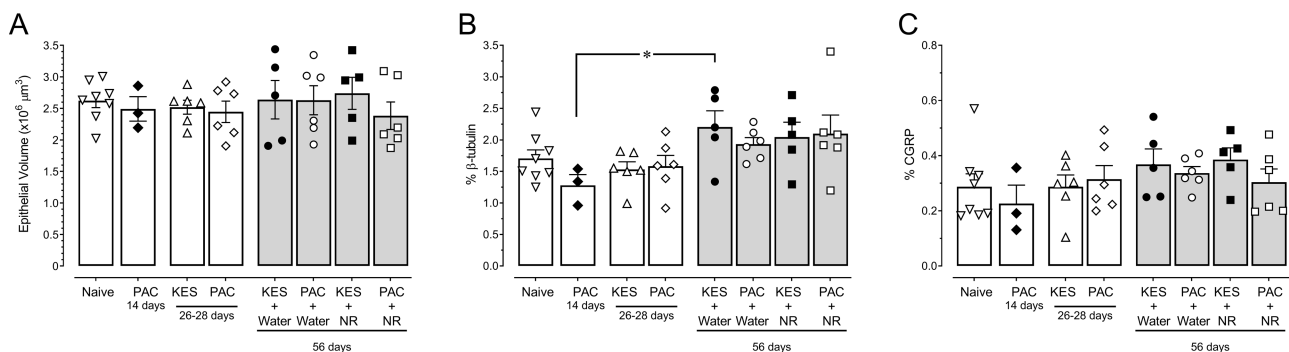 A
Epithelial Volume (x10⁶ µm³)
3.5
3.0
2.5
2.0
1.5
1.0
0.5
0
Naive PAC KES PAC KES PAC KES PAC
14 days + + + +
26-28 days Water Water NR NR
56 days
B
% β-tubulin
3.5
3.0
2.5
2.0
1.5
1.0
0.5
0
*
Naive PAC KES PAC KES PAC KES PAC
14 days + + + +
26-28 days Water Water NR NR
56 days
C
% CGRP
0.8
0.6
0.4
0.2
0.0
Naive PAC KES PAC KES PAC KES PAC
14 days + + + +
26-28 days Water Water NR NR
56 days